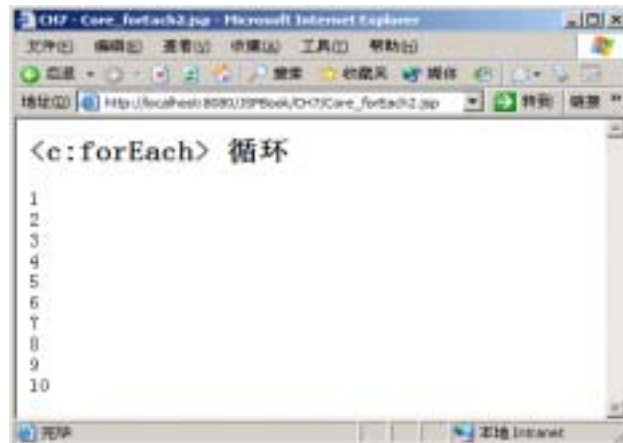 CH7 - Core_forEach2.jsp - Microsoft Internet Explorer
文件(F) 编辑(E) 查看(V) 收藏(A) 工具(T) 帮助(H)
后退 搜索 收藏夹 媒体
地址(D) http://localhost:8080/JSPBook/CH7/Core_forEach2.jsp 转到 链接 »
<c:forEach> 循环
1
2
3
4
5
6
7
8
9
10
完毕 本地 Intranet